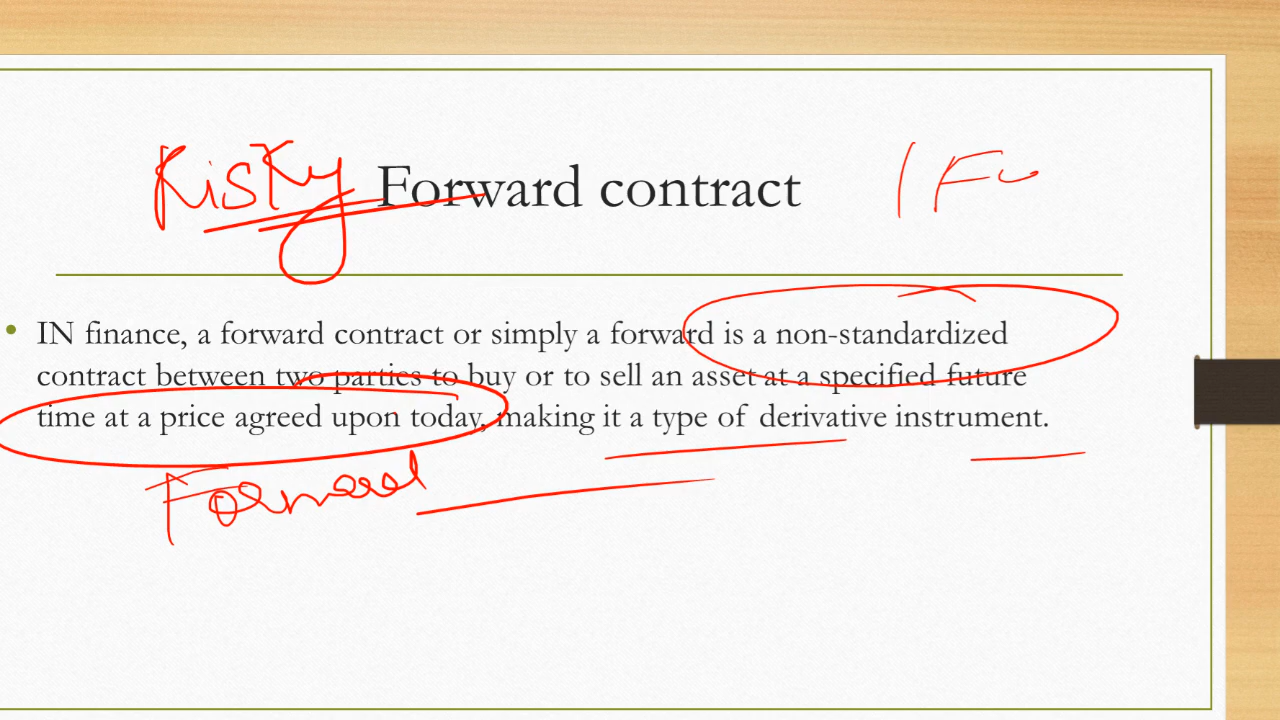 Risky Forward contract | Fu
• IN finance, a forward contract or simply a forward is a non-standardized
contract between two parties to buy or to sell an asset at a specified future
time at a price agreed upon today, making it a type of derivative instrument.
Forward